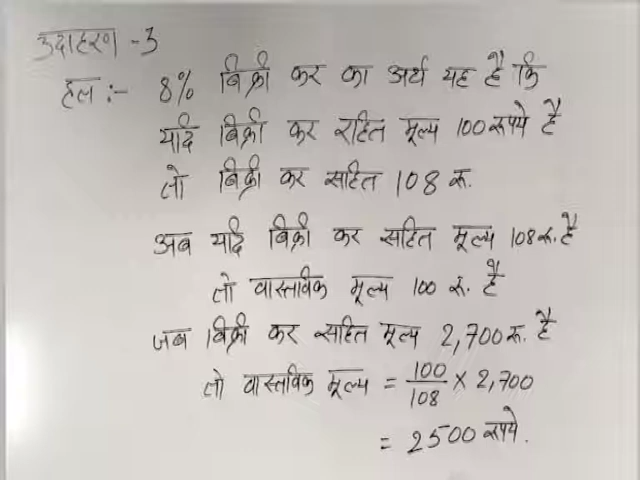 उदाहरण -3
हल :- 8% बिक्री कर का अर्थ यह है कि
यदि बिक्री कर रहित मूल्य 100 रूपये है
तो बिक्री कर सहित 108 रू.
अब यदि बिक्री कर सहित मूल्य 108 रू. है
तो वास्तविक मूल्य 100 रू. है
जब बिक्री कर सहित मूल्य 2,700 रू. है
तो वास्तविक मूल्य = 100/108 × 2,700
= 2500 रूपये.